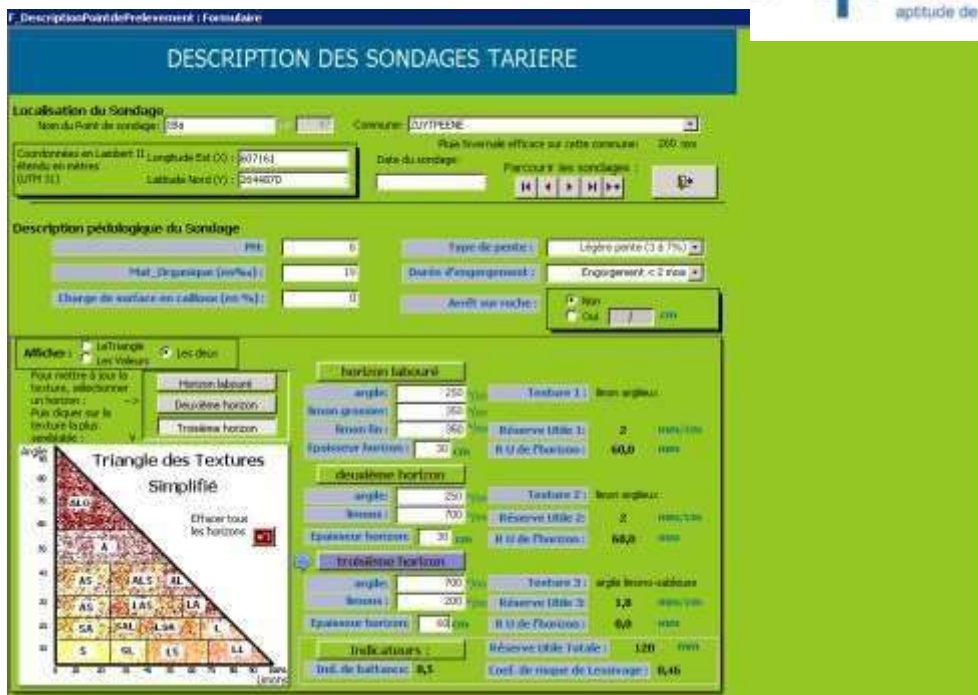 aptitude de
F_DescriptionPointdePrelevement : Formulaire
DESCRIPTION DES SONDAGES TARIERE
Localisation du Sondage
Nom du Point de sondage: 19a
Commune: ZUYTPEENE
Pluie hivernale efficace sur cette commune: 260 mm
Coordonnées en Lambert II étendu en mètres (UTM 31)
Longitude Est (X) : 607161
Latitude Nord (Y) : 2644870
Date du sondage:
Parcourir les sondages :
Description pédologique du Sondage
PH: 6
Type de pente : Légère pente (3 à 7%)
Mat_Organique (en‰) : 19
Durée d'engorgement : Engorgement < 2 mois
Charge de surface en cailloux (en %) : 0
Arrêt sur roche :
Non
Oui / cm
Afficher :
LeTriangle
Les Valeurs
Les deux
Pour mettre à jour la
texture, sélectionner
un horizon : -->
Puis cliquer sur la
texture la plus
semblable : V
Horizon labouré
Deuxième horizon
Troisième horizon
horizon labouré
argile: 250
limon grossier: 350
limon fin : 350
Epaisseur horizon : 30 cm
Texture 1 : limon argileux
Réserve Utile 1: 2 mm/cm
R U de l'horizon : 60,0 mm
deuxième horizon
argile: 250
limons : 700
Epaisseur horizon: 30 cm
Texture 2 : limon argileux
Réserve Utile 2: 2 mm/cm
R U de l'horizon : 60,0 mm
troisième horizon
argile: 700
limons : 200
Epaisseur horizon: cm
Texture 3 : argile limono-sableuse
Réserve Utile 3: 1,8 mm/cm
R U de l'horizon : 0,0 mm
Indicateurs :
Ind. de battance: 0,5
Réserve Utile Totale : 120 mm
Coef. de risque de Lessivage : 0,46
Argile
Triangle des Textures
Simplifié
Effacer tous
les horizons
ALO
A
AS ALS AL
AS LAS LA
SA SAL LSA L
S SL LS LL
Limons